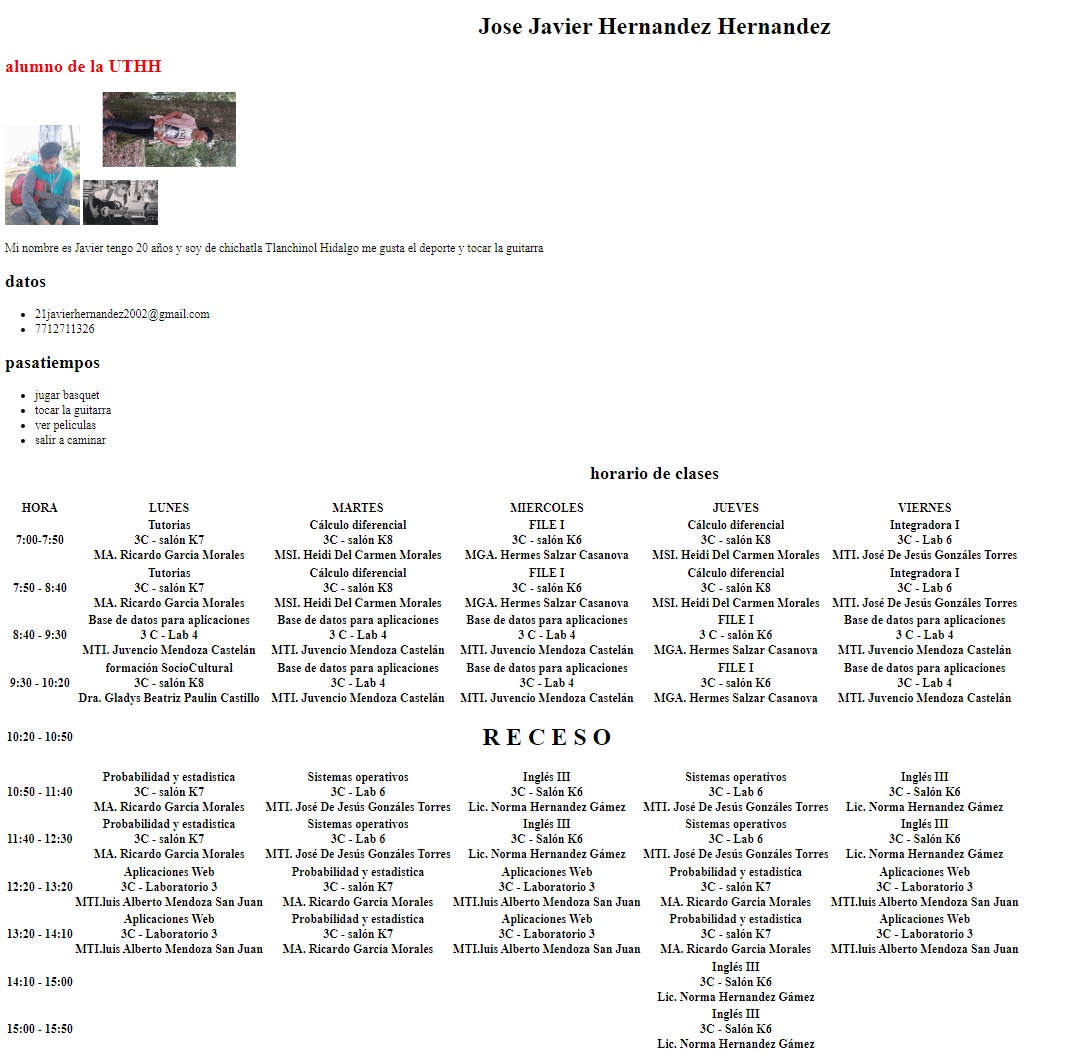 Jose Javier Hernandez Hernandez
alumno de la UTHH
Mi nombre es Javier tengo 20 años y soy de chichatla Tlanchinol Hidalgo me gusta el deporte y tocar la guitarra
datos
21javierhernandez2002@gmail.com
7712711326
pasatiempos
jugar basquet
tocar la guitarra
ver peliculas
salir a caminar
horario de clases
HORA LUNES MARTES MIERCOLES JUEVES VIERNES
Tutorias Cálculo diferencial FILE I Cálculo diferencial Integradora I
7:00-7:50 3C - salón K7 3C - salón K8 3C - salón K6 3C - salón K8 3C - Lab 6
MA. Ricardo Garcia Morales MSI. Heidi Del Carmen Morales MGA. Hermes Salzar Casanova MSI. Heidi Del Carmen Morales MTI. José De Jesús Gonzáles Torres
Tutorias Cálculo diferencial FILE I Cálculo diferencial Integradora I
7:50 - 8:40 3C - salón K7 3C - salón K8 3C - salón K6 3C - salón K8 3C - Lab 6
MA. Ricardo Garcia Morales MSI. Heidi Del Carmen Morales MGA. Hermes Salzar Casanova MSI. Heidi Del Carmen Morales MTI. José De Jesús Gonzáles Torres
Base de datos para aplicaciones Base de datos para aplicaciones Base de datos para aplicaciones FILE I Base de datos para aplicaciones
8:40 - 9:30 3 C - Lab 4 3 C - Lab 4 3 C - Lab 4 3 C - salón K6 3 C - Lab 4
MTI. Juvencio Mendoza Castelán MTI. Juvencio Mendoza Castelán MTI. Juvencio Mendoza Castelán MGA. Hermes Salzar Casanova MTI. Juvencio Mendoza Castelán
formación SocioCultural Base de datos para aplicaciones Base de datos para aplicaciones FILE I Base de datos para aplicaciones
9:30 - 10:20 3C - salón K8 3C - Lab 4 3C - Lab 4 3C - salón K6 3C - Lab 4
Dra. Gladys Beatriz Paulin Castillo MTI. Juvencio Mendoza Castelán MTI. Juvencio Mendoza Castelán MGA. Hermes Salzar Casanova MTI. Juvencio Mendoza Castelán
10:20 - 10:50 R E C E S O
Probabilidad y estadistica Sistemas operativos Inglés III Sistemas operativos Inglés III
10:50 - 11:40 3C - salón K7 3C - Lab 6 3C - Salón K6 3C - Lab 6 3C - Salón K6
MA. Ricardo Garcia Morales MTI. José De Jesús Gonzáles Torres Lic. Norma Hernandez Gámez MTI. José De Jesús Gonzáles Torres Lic. Norma Hernandez Gámez
Probabilidad y estadistica Sistemas operativos Inglés III Sistemas operativos Inglés III
11:40 - 12:30 3C - salón K7 3C - Lab 6 3C - Salón K6 3C - Lab 6 3C - Salón K6
MA. Ricardo Garcia Morales MTI. José De Jesús Gonzáles Torres Lic. Norma Hernandez Gámez MTI. José De Jesús Gonzáles Torres Lic. Norma Hernandez Gámez
Aplicaciones Web Probabilidad y estadistica Aplicaciones Web Probabilidad y estadistica Aplicaciones Web
12:20 - 13:20 3C - Laboratorio 3 3C - salón K7 3C - Laboratorio 3 3C - salón K7 3C - Laboratorio 3
MTI.luis Alberto Mendoza San Juan MA. Ricardo Garcia Morales MTI.luis Alberto Mendoza San Juan MA. Ricardo Garcia Morales MTI.luis Alberto Mendoza San Juan
Aplicaciones Web Probabilidad y estadistica Aplicaciones Web Probabilidad y estadistica Aplicaciones Web
13:20 - 14:10 3C - Laboratorio 3 3C - salón K7 3C - Laboratorio 3 3C - salón K7 3C - Laboratorio 3
MTI.luis Alberto Mendoza San Juan MA. Ricardo Garcia Morales MTI.luis Alberto Mendoza San Juan MA. Ricardo Garcia Morales MTI.luis Alberto Mendoza San Juan
Inglés III
14:10 - 15:00 3C - Salón K6
Lic. Norma Hernandez Gámez
Inglés III
15:00 - 15:50 3C - Salón K6
Lic. Norma Hernandez Gámez